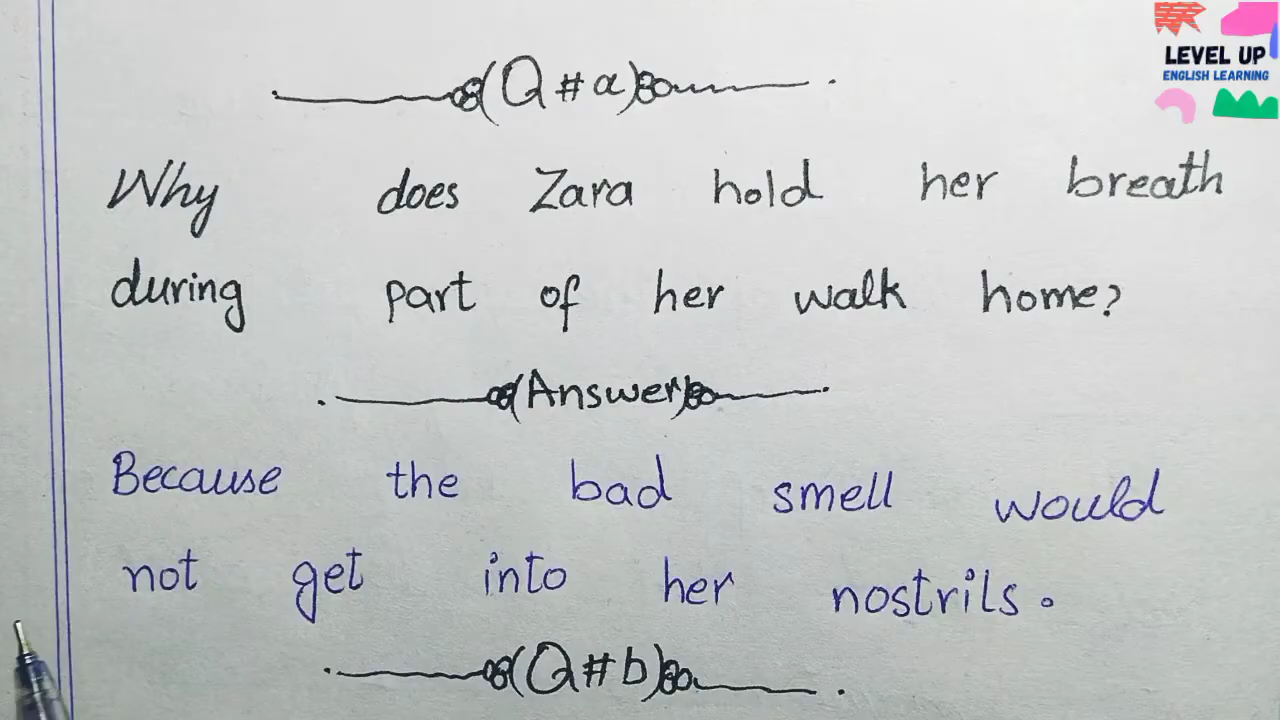 LEVEL UP
ENGLISH LEARNING
(Q # a)
Why does Zara hold her breath
during part of her walk home?
(Answer)
Because the bad smell would
not get into her nostrils.
(Q # b)